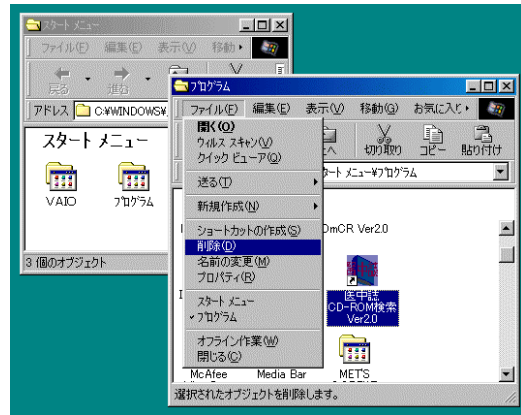 スタート メニュー
ファイル(F) 編集(E) 表示(V) 移動
戻る 進む
アドレス C:¥WINDOWS¥
スタート メニュー
VAIO プログラム
3 個のオブジェクト
プログラム
ファイル(F) 編集(E) 表示(V) 移動(G) お気に入り
切り取り コピー 貼り付け
タート メニュー¥プログラム
開く(O)
ウィルス スキャン(V)
クイック ビューア(Q)
送る(T)
新規作成(N)
ショートカットの作成(S)
削除(D)
名前の変更(M)
プロパティ(R)
スタート メニュー
プログラム
オフライン作業(W)
閉じる(C)
OmCR Ver2.0
医中誌
CD-ROM検索
Ver2.0
McAfee Media Bar MET'S
選択されたオブジェクトを削除します。